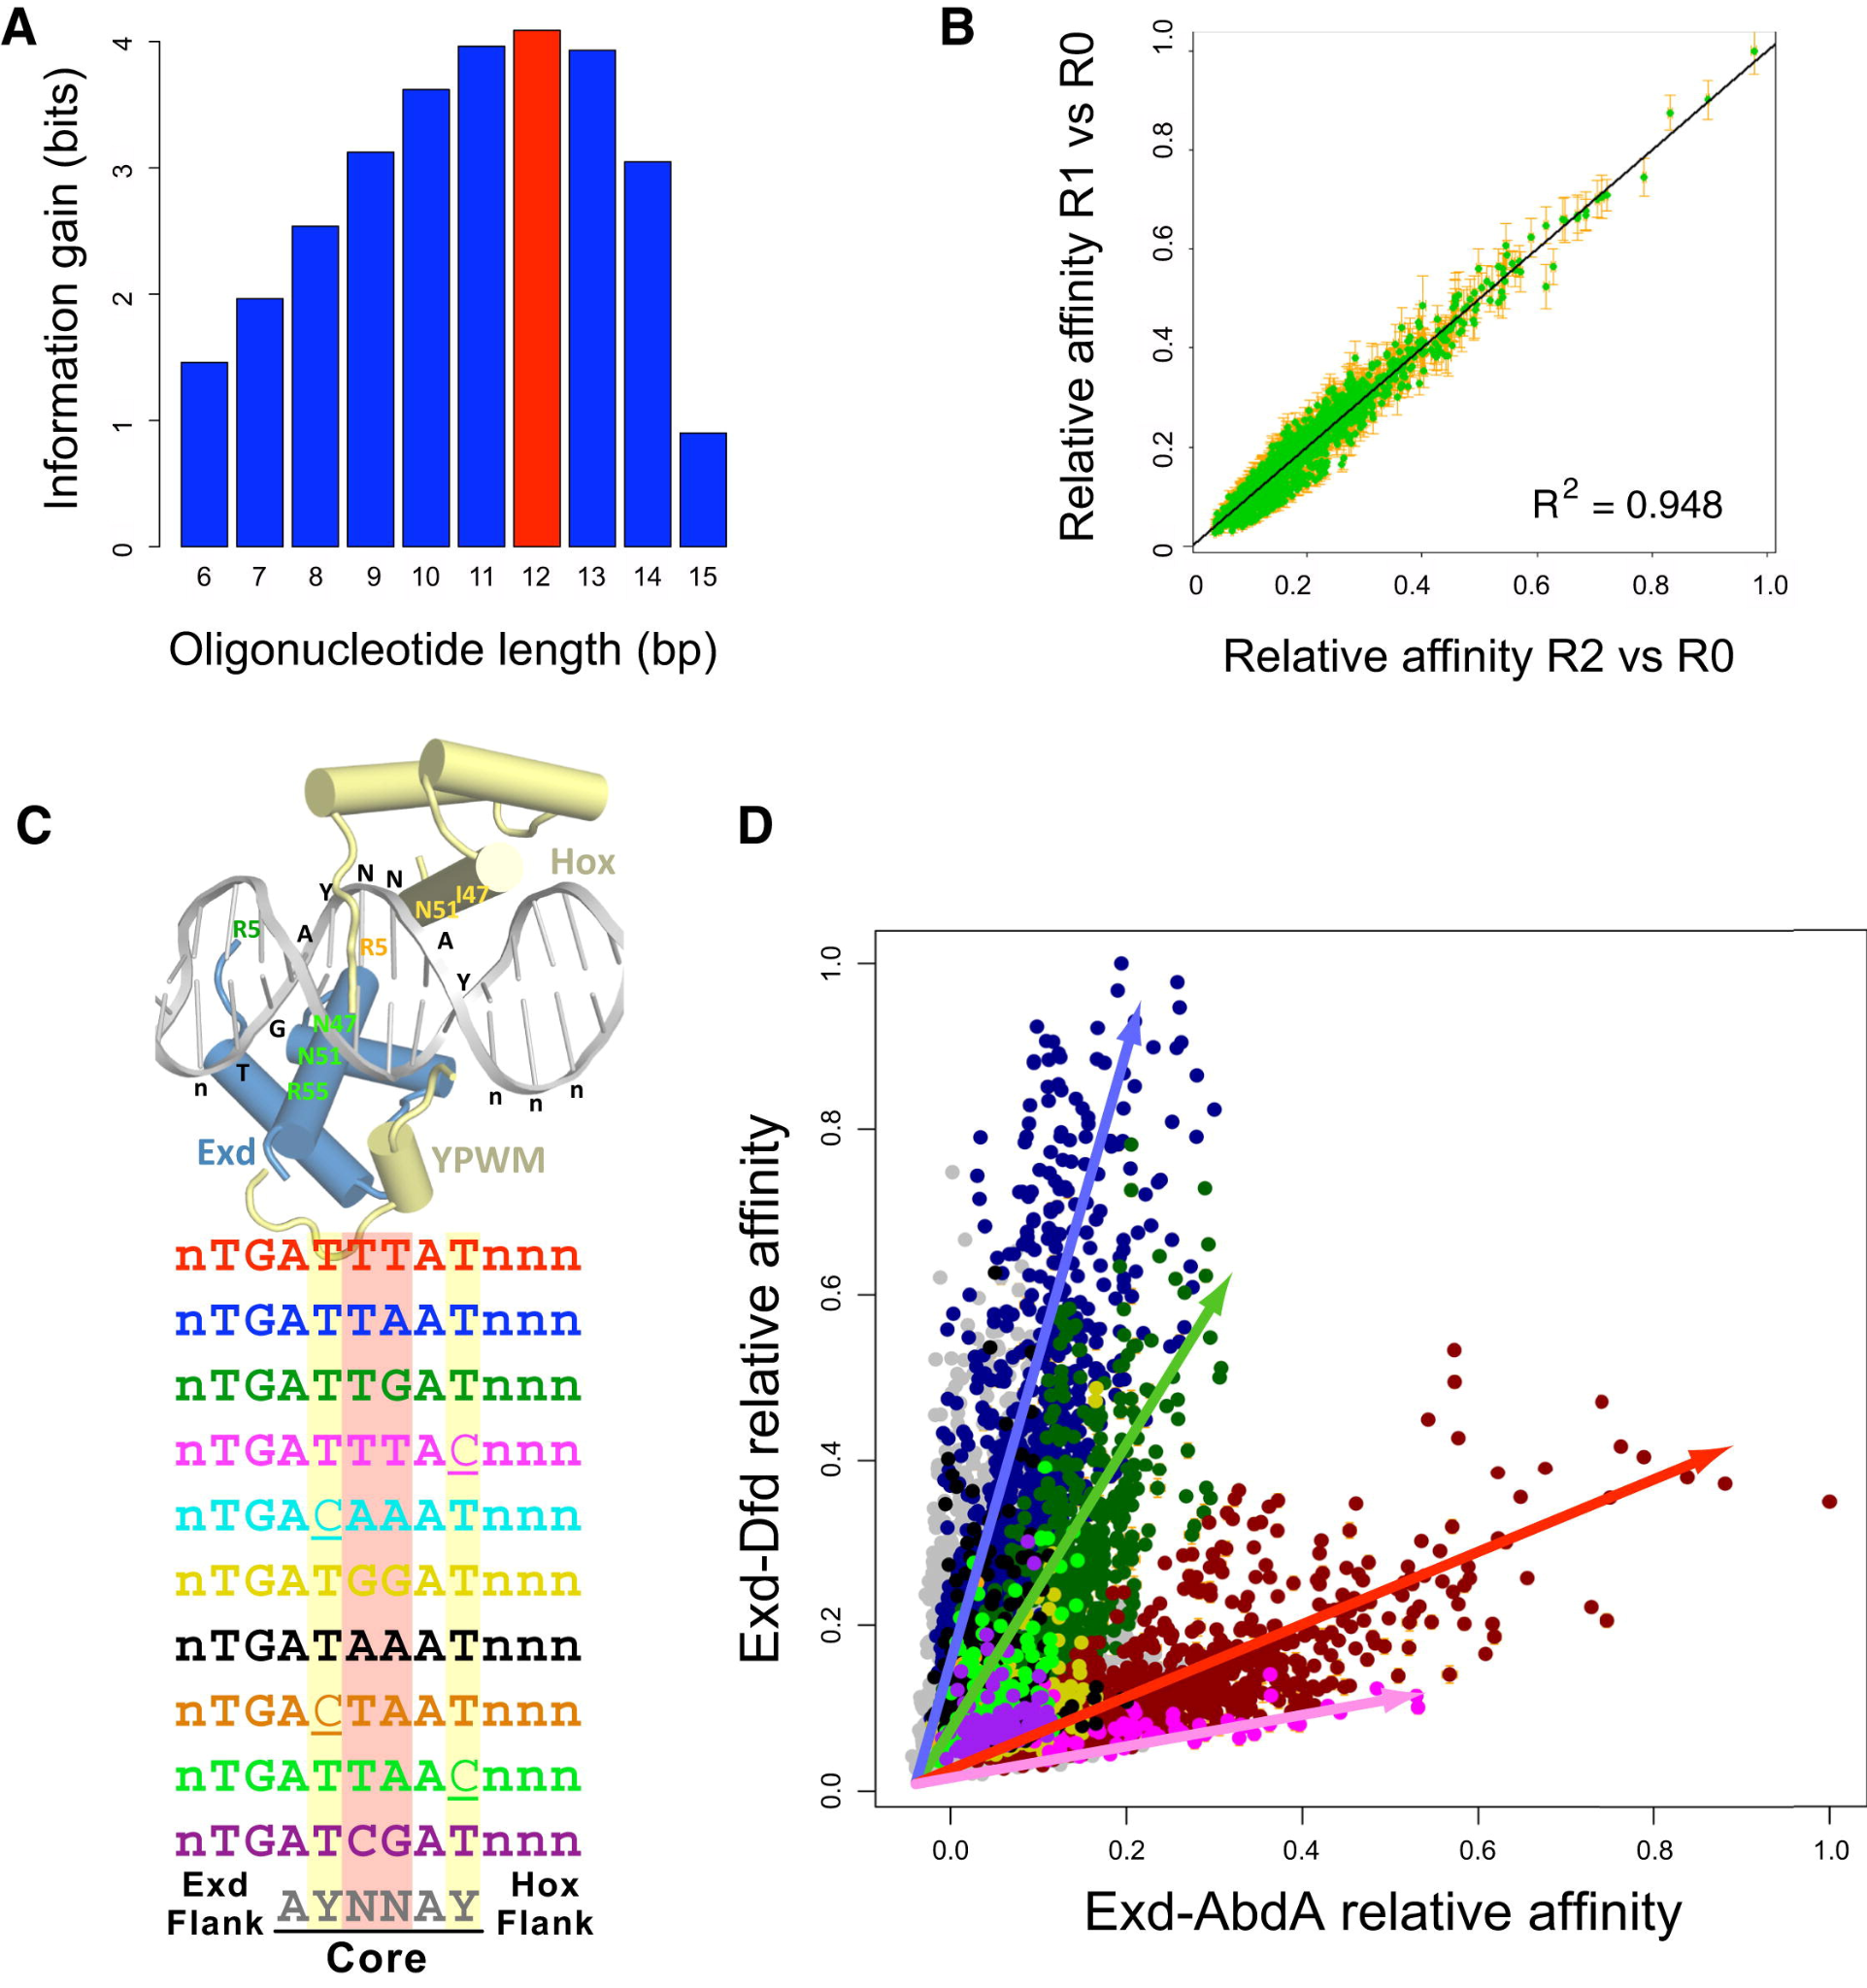 A
Information gain (bits)
0
1
2
3
4
6 7 8 9 10 11 12 13 14 15
Oligonucleotide length (bp)
B
Relative affinity R1 vs R0
0
0.2
0.4
0.6
0.8
1.0
R2 = 0.948
0 0.2 0.4 0.6 0.8 1.0
Relative affinity R2 vs R0
C
Hox
Y N N
I47
N51
R5
A
R5
A
Y
G
N47
N51
T
R55
n
n n n
Exd
YPWM
nTGATTTATnnn
nTGATTAATnnn
nTGATTGATnnn
nTGATTTACnnn
nTGACAAATnnn
nTGATGGATnnn
nTGATAAATnnn
nTGACTAATnnn
nTGATTAACnnn
nTGATCGATnnn
Exd Flank
AYNNAY
Hox Flank
Core
D
Exd-Dfd relative affinity
0.0
0.2
0.4
0.6
0.8
1.0
0.0 0.2 0.4 0.6 0.8 1.0
Exd-AbdA relative affinity